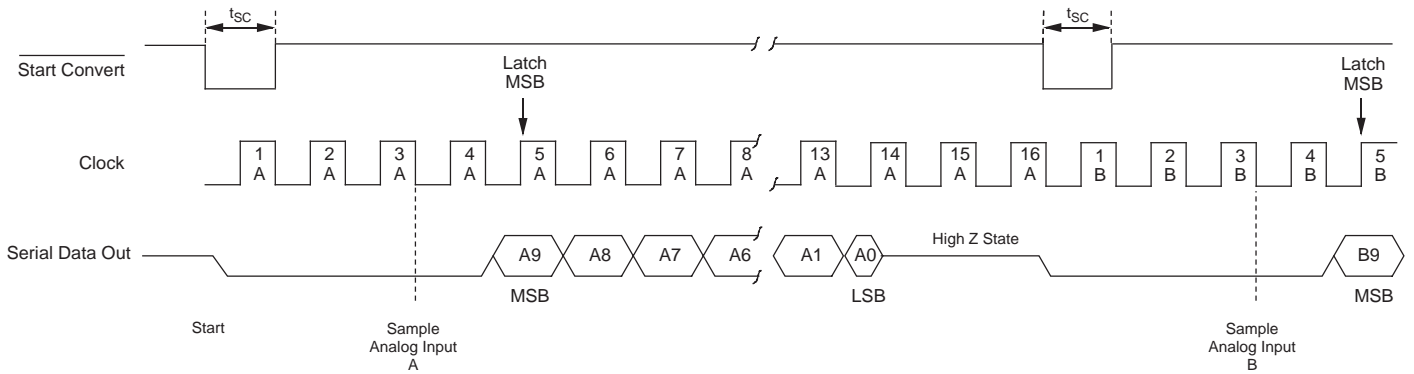 tSC
tSC
Start Convert
Latch
MSB
Latch
MSB
Clock
1 2 3 4 5 6 7 8 13 14 15 16 1 2 3 4 5
A A A A A A A A A A A A B B B B B
Serial Data Out
A9 A8 A7 A6 A1 A0 High Z State B9
MSB LSB MSB
Start
Sample
Analog Input
A
Sample
Analog Input
B